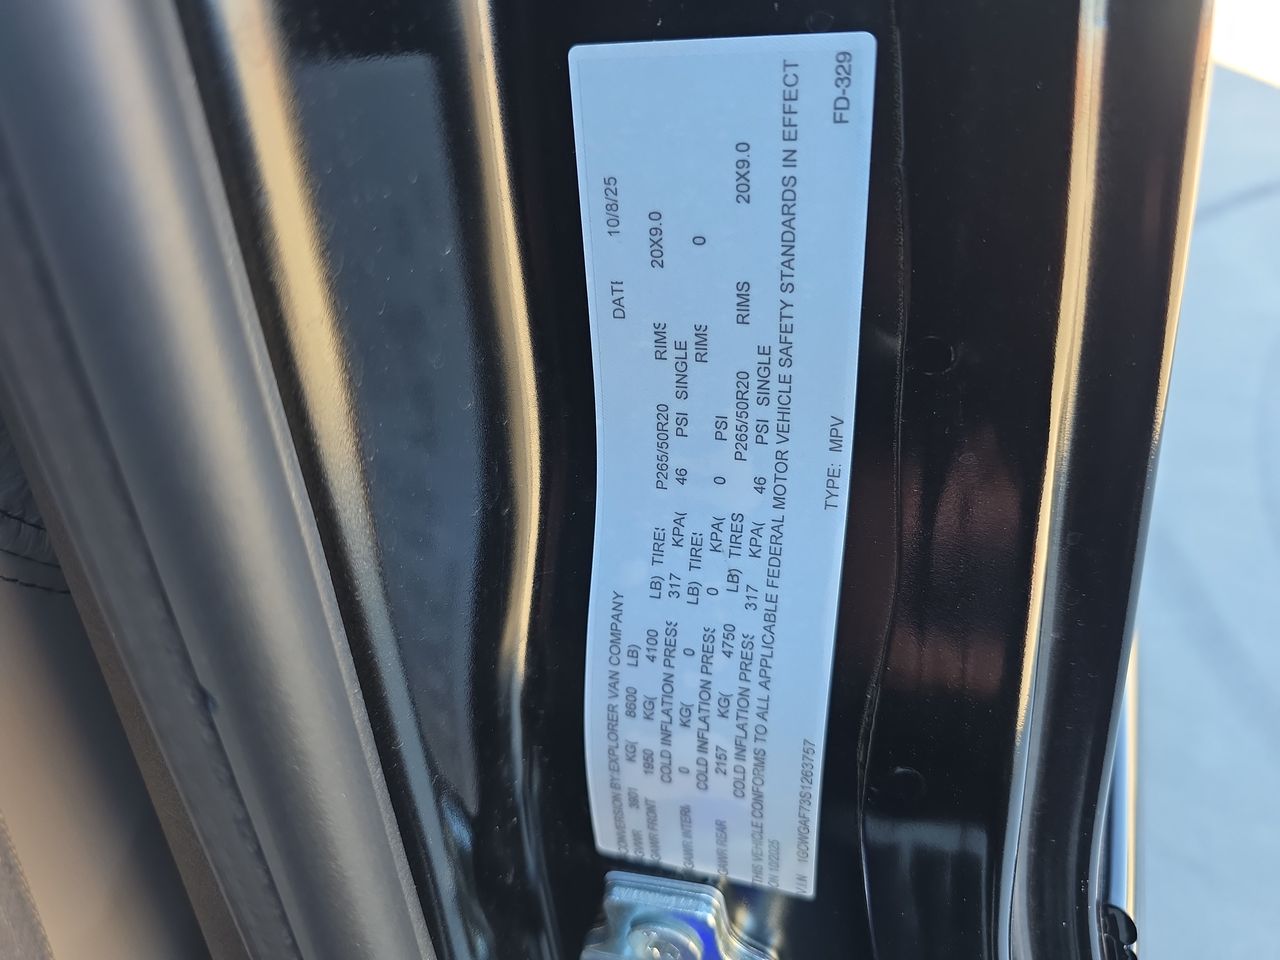 CONVERSION BY EXPLORER VAN COMPANY DATE 10/8/25
GVWR 3901 KG( 8600 LB)
GAWR FRONT 1950 KG( 4100 LB) TIRES P265/50R20 RIMS 20X9.0
COLD INFLATION PRESS 317 KPA( 46 PSI SINGLE
GAWR INTERM 0 KG( 0 LB) TIRES RIMS 0
COLD INFLATION PRESS 0 KPA( 0 PSI
GAWR REAR 2157 KG( 4750 LB) TIRES P265/50R20 RIMS 20X9.0
COLD INFLATION PRESS 317 KPA( 46 PSI SINGLE
THIS VEHICLE CONFORMS TO ALL APPLICABLE FEDERAL MOTOR VEHICLE SAFETY STANDARDS IN EFFECT
ON 10/2025
V.I.N 1GCWGAF73S1263757 TYPE: MPV FD-329